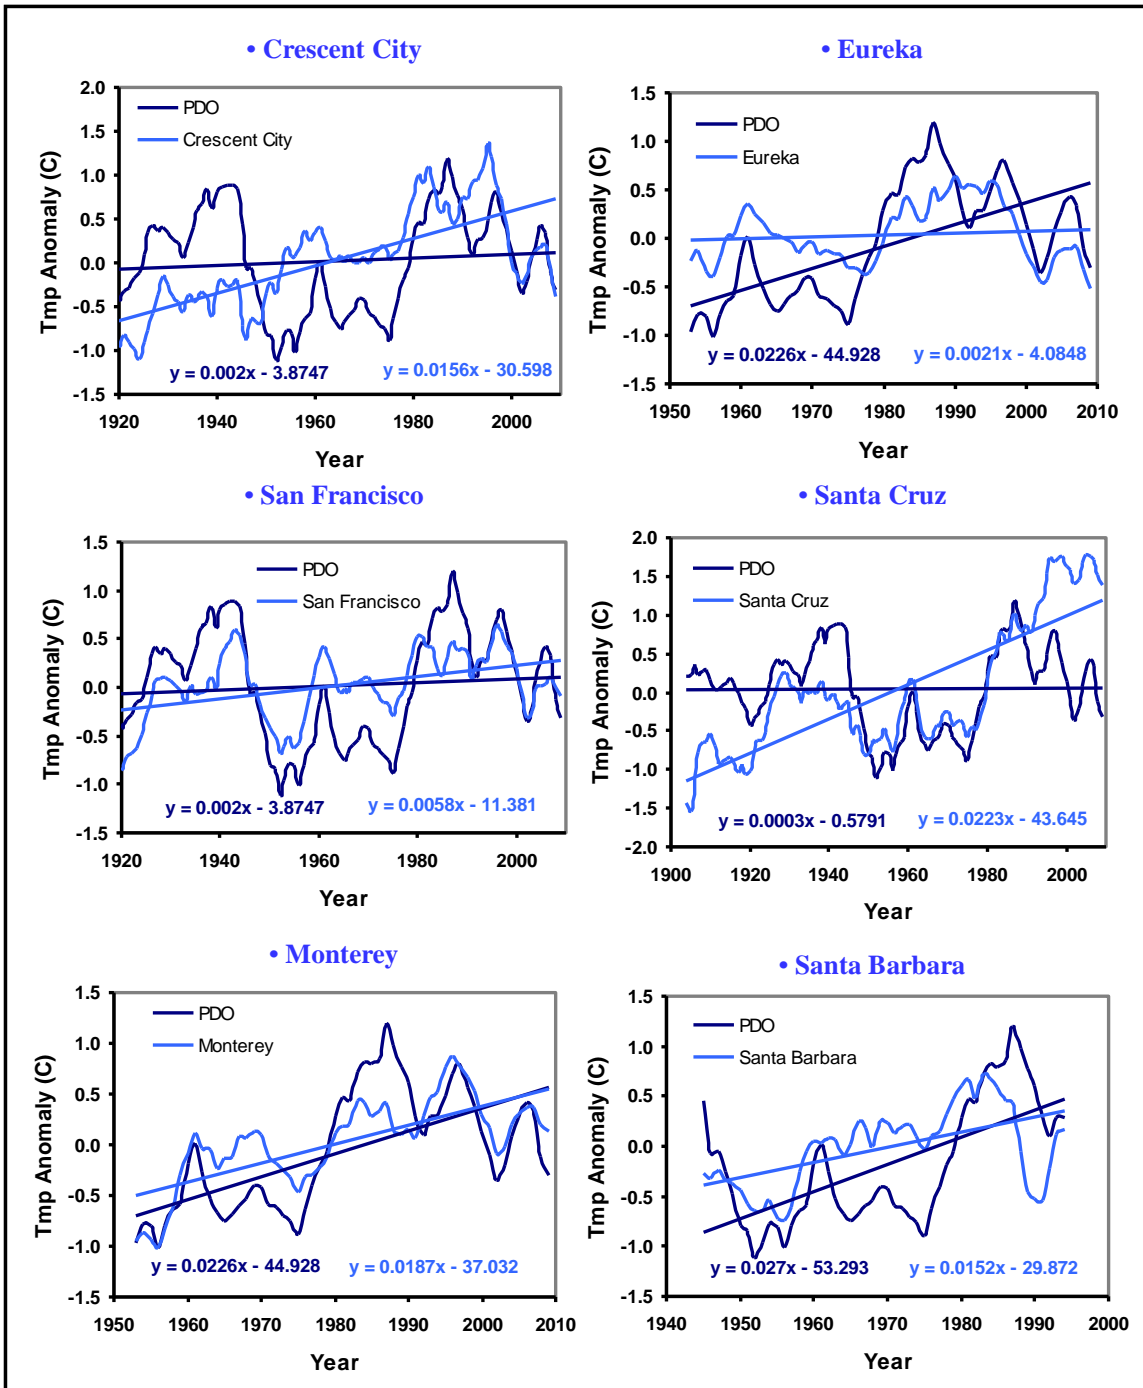 • Crescent City
2.0
1.5
1.0
0.5
0.0
-0.5
-1.0
-1.5
Tmp Anomaly (C)
PDO
Crescent City
y = 0.002x - 3.8747
y = 0.0156x - 30.598
1920 1940 1960 1980 2000
Year
• Eureka
1.5
1.0
0.5
0.0
-0.5
-1.0
-1.5
Tmp Anomaly (C)
PDO
Eureka
y = 0.0226x - 44.928
y = 0.0021x - 4.0848
1950 1960 1970 1980 1990 2000 2010
Year
• San Francisco
1.5
1.0
0.5
0.0
-0.5
-1.0
-1.5
Tmp Anomaly (C)
PDO
San Francisco
y = 0.002x - 3.8747
y = 0.0058x - 11.381
1920 1940 1960 1980 2000
Year
• Santa Cruz
2.0
1.5
1.0
0.5
0.0
-0.5
-1.0
-1.5
-2.0
Tmp Anomaly (C)
PDO
Santa Cruz
y = 0.0003x - 0.5791
y = 0.0223x - 43.645
1900 1920 1940 1960 1980 2000
Year
• Monterey
1.5
1.0
0.5
0.0
-0.5
-1.0
-1.5
Tmp Anomaly (C)
PDO
Monterey
y = 0.0226x - 44.928
y = 0.0187x - 37.032
1950 1960 1970 1980 1990 2000 2010
Year
• Santa Barbara
1.5
1.0
0.5
0.0
-0.5
-1.0
-1.5
Tmp Anomaly (C)
PDO
Santa Barbara
y = 0.027x - 53.293
y = 0.0152x - 29.872
1940 1950 1960 1970 1980 1990 2000
Year